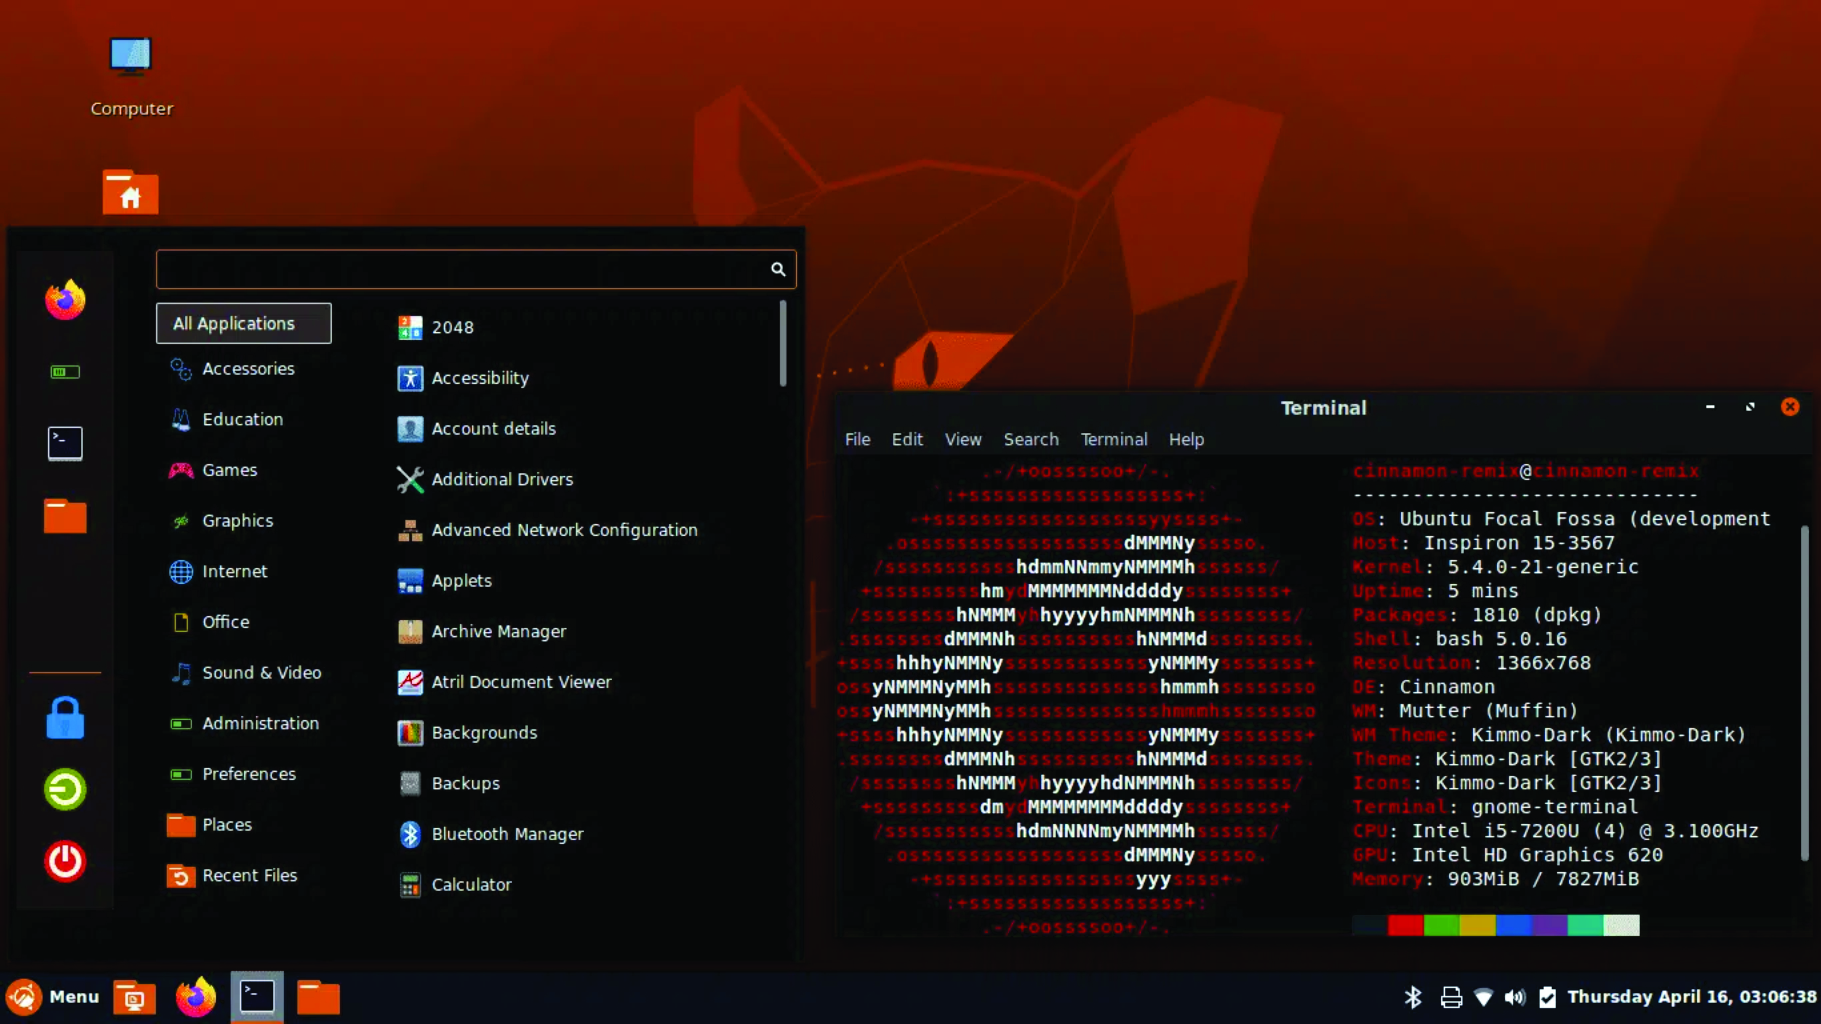 Computer
All Applications
Accessories
Education
Games
Graphics
Internet
Office
Sound & Video
Administration
Preferences
Places
Recent Files
2048
Accessibility
Account details
Additional Drivers
Advanced Network Configuration
Applets
Archive Manager
Atril Document Viewer
Backgrounds
Backups
Bluetooth Manager
Calculator
Terminal
File Edit View Search Terminal Help
.-/+oossssoo+/-.
`:+ssssssssssssssssss+:`
-+ssssssssssssssssssyyssss+-
.ossssssssssssssssssdMMMNysssso.
/ssssssssssshdmmNNmmyNMMMMhssssss/
+ssssssssshmydMMMMMMMNddddyssssssss+
/sssssssshNMMMyhhyyyyhmNMMMNhssssssss/
.ssssssssdMMMNhsssssssssshNMMMdssssssss.
+sssshhhyNMMNyssssssssssssyNMMMysssssss+
ossyNMMMNyMMhsssssssssssssshmmmhssssssso
ossyNMMMNyMMhsssssssssssssshmmmhssssssso
+sssshhhyNMMNyssssssssssssyNMMMysssssss+
.ssssssssdMMMNhsssssssssshNMMMdssssssss.
/sssssssshNMMMyhhyyyyhdNMMMNhssssssss/
+sssssssssdmydMMMMMMMMddddyssssssss+
/ssssssssssshdmNNNNmyNMMMMhssssss/
.ossssssssssssssssssdMMMNysssso.
-+sssssssssssssssssyyyssss+-
`:+ssssssssssssssssss+:`
.-/+oossssoo+/-.
cinnamon-remix@cinnamon-remix
-----------------------------
OS: Ubuntu Focal Fossa (development
Host: Inspiron 15-3567
Kernel: 5.4.0-21-generic
Uptime: 5 mins
Packages: 1810 (dpkg)
Shell: bash 5.0.16
Resolution: 1366x768
DE: Cinnamon
WM: Mutter (Muffin)
WM Theme: Kimmo-Dark (Kimmo-Dark)
Theme: Kimmo-Dark [GTK2/3]
Icons: Kimmo-Dark [GTK2/3]
Terminal: gnome-terminal
CPU: Intel i5-7200U (4) @ 3.100GHz
GPU: Intel HD Graphics 620
Memory: 903MiB / 7827MiB
Menu
Thursday April 16, 03:06:38